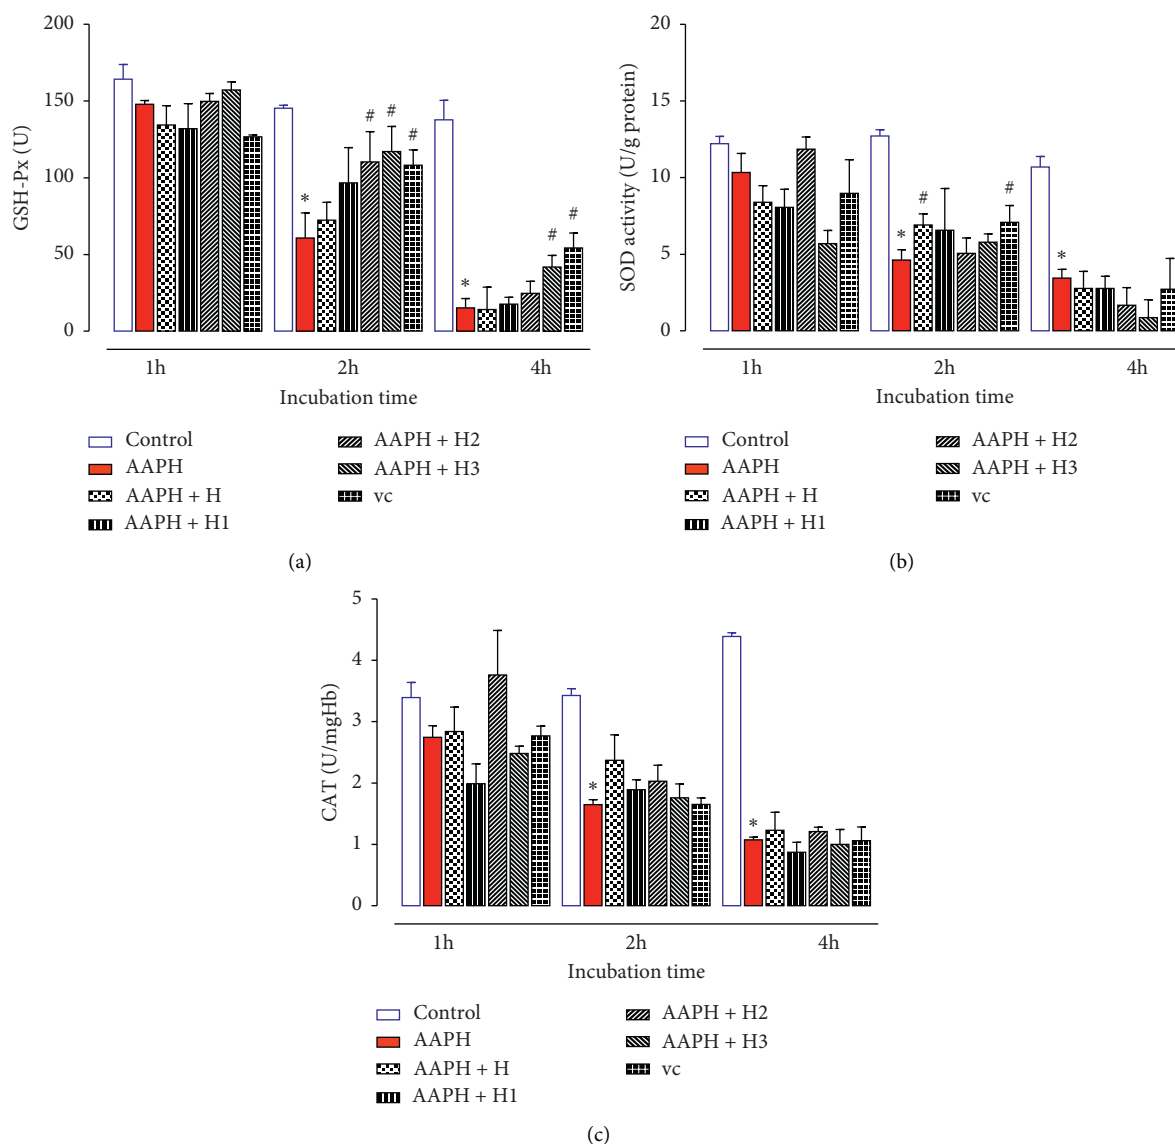 GSH-Px (U)
200
150
100
50
0
*
#
#
#
*
#
#
1h
2h
4h
Incubation time
Control
AAPH
AAPH + H
AAPH + H1
AAPH + H2
AAPH + H3
vc
(a)
SOD activity (U/g protein)
20
15
10
5
0
*
#
#
*
1h
2h
4h
Incubation time
Control
AAPH
AAPH + H
AAPH + H1
AAPH + H2
AAPH + H3
vc
(b)
CAT (U/mgHb)
5
4
3
2
1
0
*
*
1h
2h
4h
Incubation time
Control
AAPH
AAPH + H
AAPH + H1
AAPH + H2
AAPH + H3
vc
(c)